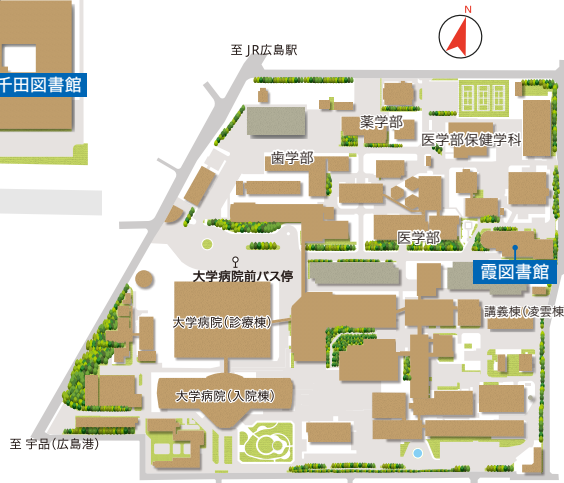 N
至 JR広島駅
千田図書館
薬学部
医学部保健学科
歯学部
医学部
大学病院前バス停
霞図書館
講義棟(凌雲棟
大学病院(診療棟)
大学病院(入院棟)
至 宇品(広島港)